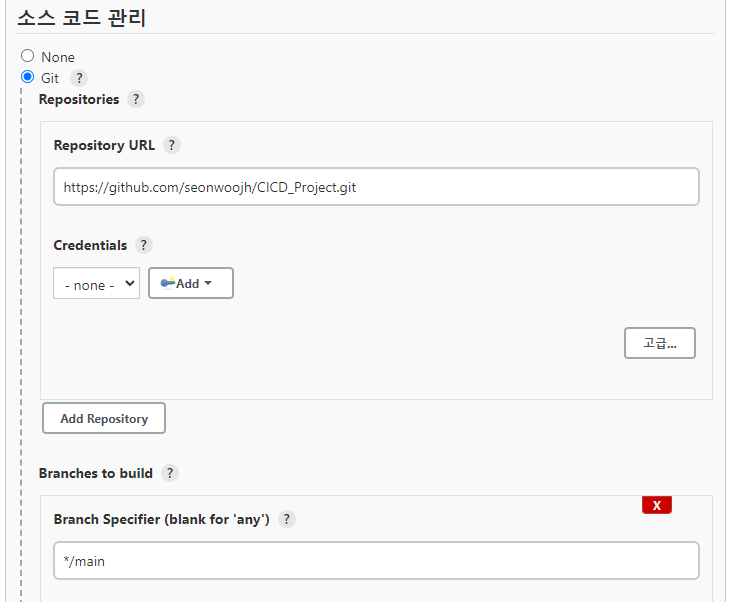 소스 코드 관리
None
Git ?
Repositories ?
Repository URL ?
https://github.com/seonwoojh/CICD_Project.git
Credentials ?
- none - Add
고급...
Add Repository
Branches to build ?
X
Branch Specifier (blank for 'any') ?
*/main